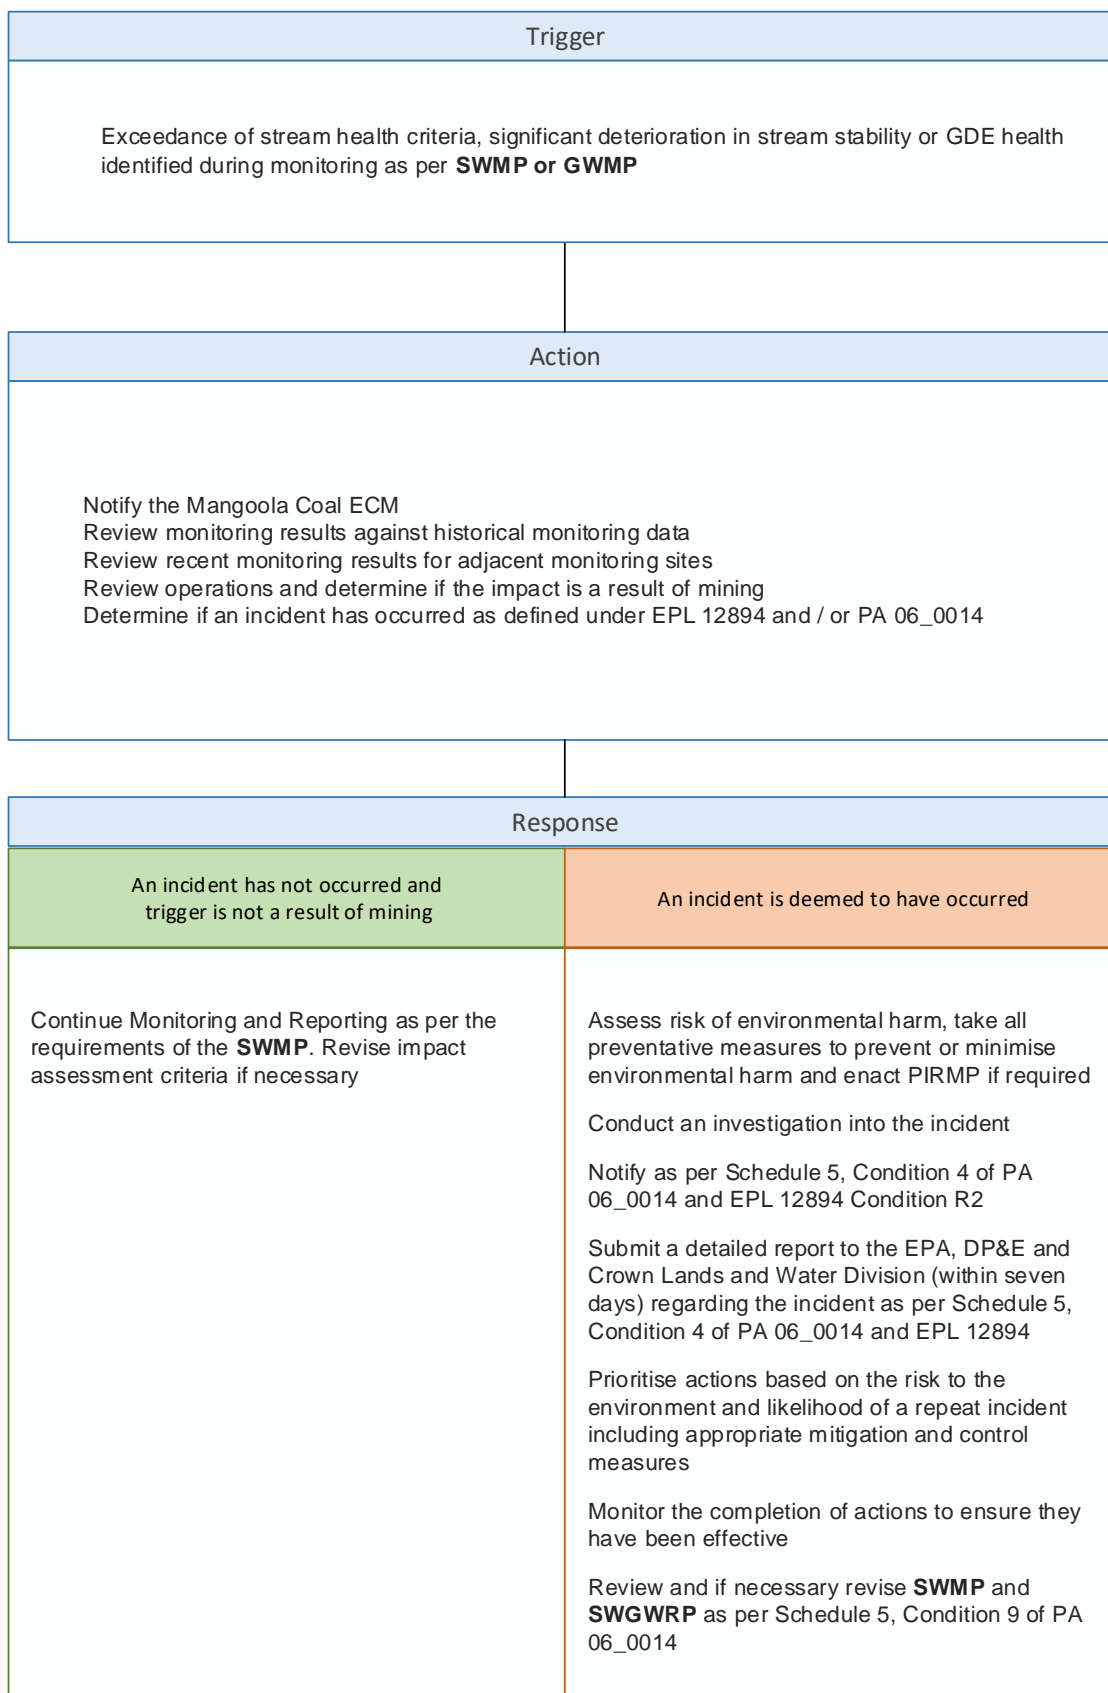 Trigger
Exceedance of stream health criteria, significant deterioration in stream stability or GDE health
identified during monitoring as per SWMP or GWMP
Action
Notify the Mangoola Coal ECM
Review monitoring results against historical monitoring data
Review recent monitoring results for adjacent monitoring sites
Review operations and determine if the impact is a result of mining
Determine if an incident has occurred as defined under EPL 12894 and / or PA 06_0014
Response
An incident has not occurred and
trigger is not a result of mining
Continue Monitoring and Reporting as per the
requirements of the SWMP. Revise impact
assessment criteria if necessary
An incident is deemed to have occurred
Assess risk of environmental harm, take all
preventative measures to prevent or minimise
environmental harm and enact PIRMP if required
Conduct an investigation into the incident
Notify as per Schedule 5, Condition 4 of PA
06_0014 and EPL 12894 Condition R2
Submit a detailed report to the EPA, DP&E and
Crown Lands and Water Division (within seven
days) regarding the incident as per Schedule 5,
Condition 4 of PA 06_0014 and EPL 12894
Prioritise actions based on the risk to the
environment and likelihood of a repeat incident
including appropriate mitigation and control
measures
Monitor the completion of actions to ensure they
have been effective
Review and if necessary revise SWMP and
SWGWRP as per Schedule 5, Condition 9 of PA
06_0014